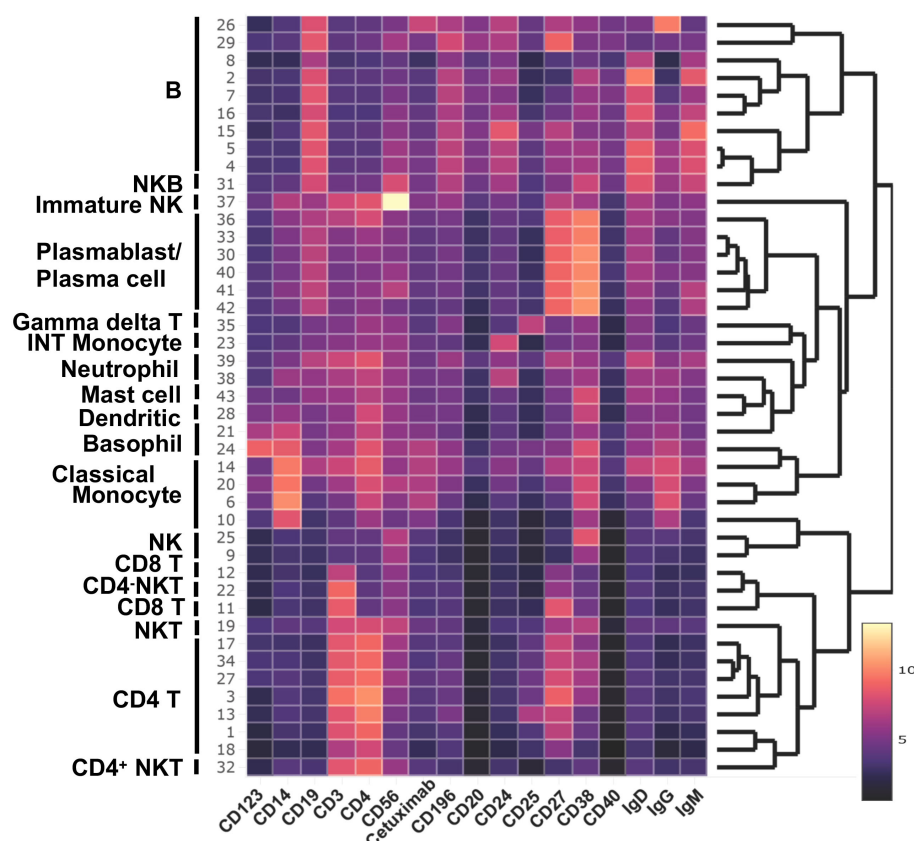 B
NKB
Immature NK
Plasmablast/
Plasma cell
Gamma delta T
INT Monocyte
Neutrophil
Mast cell
Dendritic
Basophil
Classical
Monocyte
NK
CD8 T
CD4-NKT
CD8 T
NKT
CD4 T
CD4+ NKT
26
29
8
2
7
16
15
5
4
31
37
36
33
30
40
41
42
35
23
39
38
43
28
21
24
14
20
6
10
25
9
12
22
11
19
17
34
27
3
13
1
18
32
CD123
CD14
CD19
CD3
CD4
CD56
Cetuximab
CD196
CD20
CD24
CD25
CD27
CD38
CD40
IgD
IgG
IgM
10
5